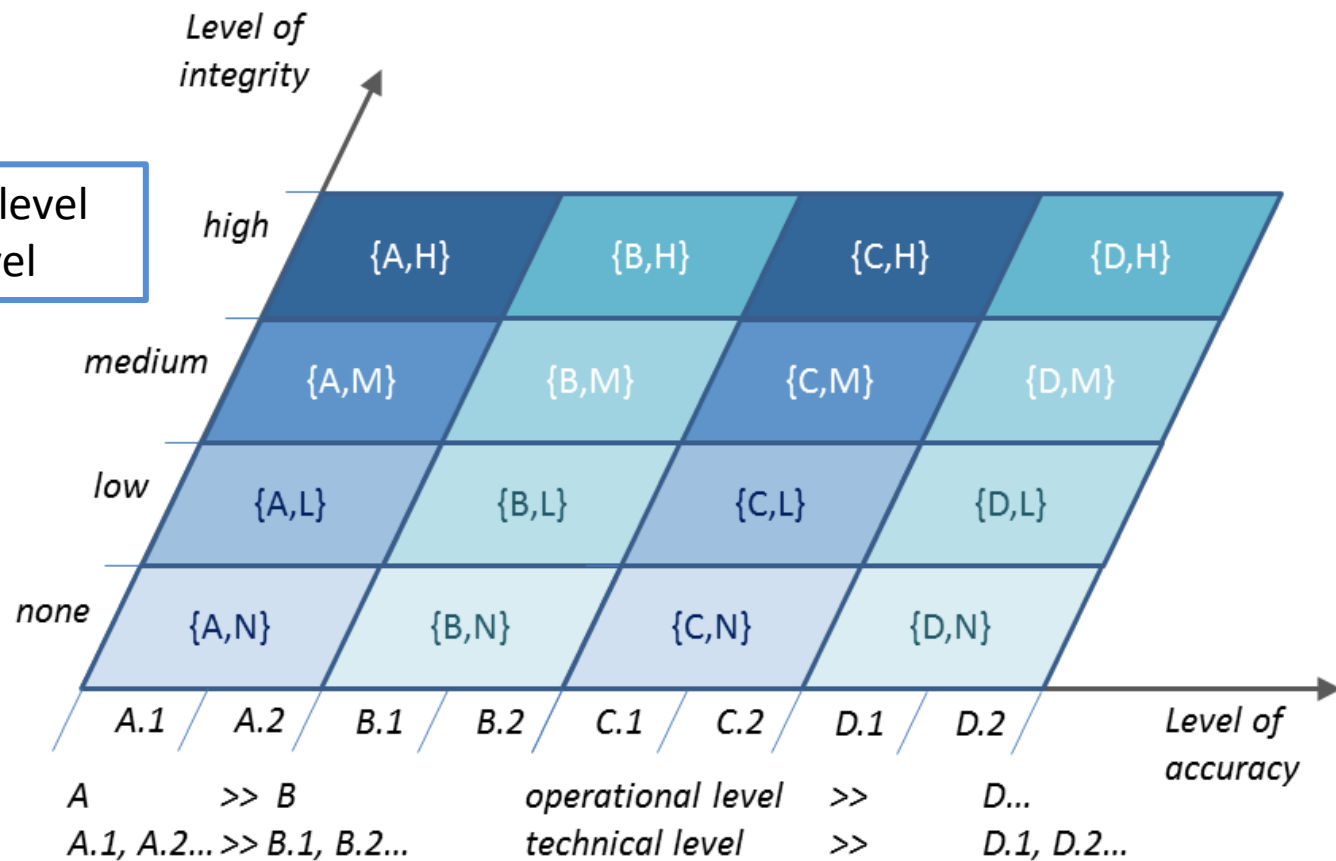 Level of
integrity
level
high
{A,H} {B,H} {C,H} {D,H}
medium
{A,M} {B,M} {C,M} {D,M}
low
{A,L} {B,L} {C,L} {D,L}
none
{A,N} {B,N} {C,N} {D,N}
A.1 A.2 B.1 B.2 C.1 C.2 D.1 D.2
Level of
accuracy
A >> B operational level >> D...
A.1, A.2... >> B.1, B.2... technical level >> D.1, D.2...